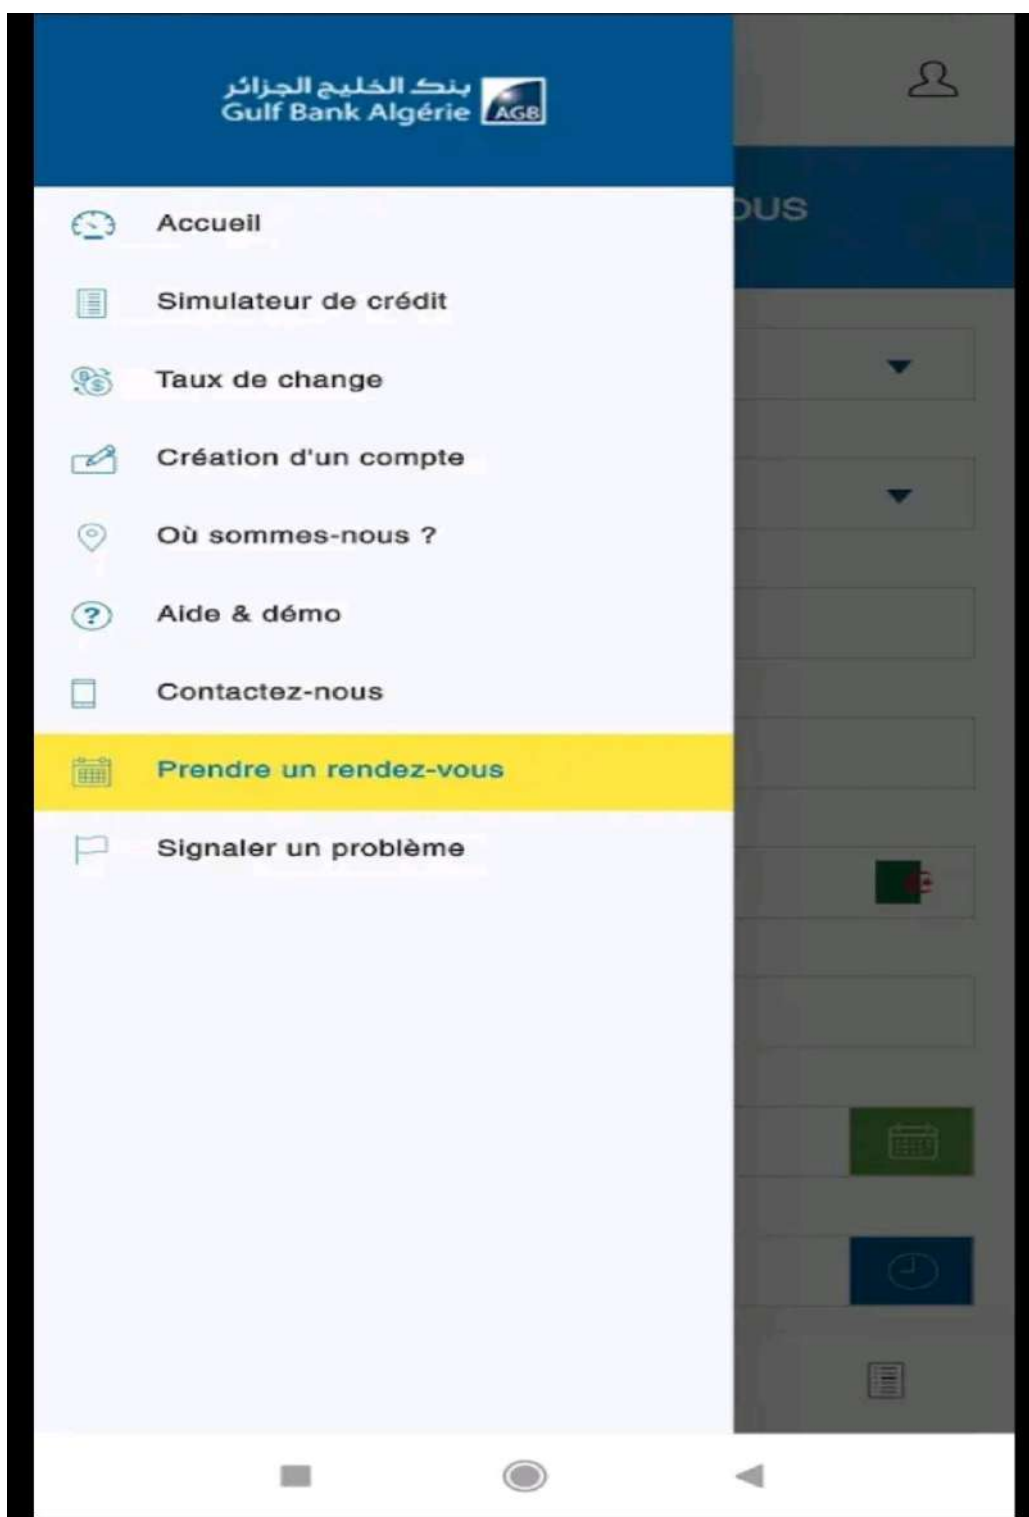 بنك الخليج الجزائر
Gulf Bank Algérie AGB
OUS
Accueil
Simulateur de crédit
Taux de change
Création d'un compte
Où sommes-nous ?
Aide & démo
Contactez-nous
Prendre un rendez-vous
Signaler un problème